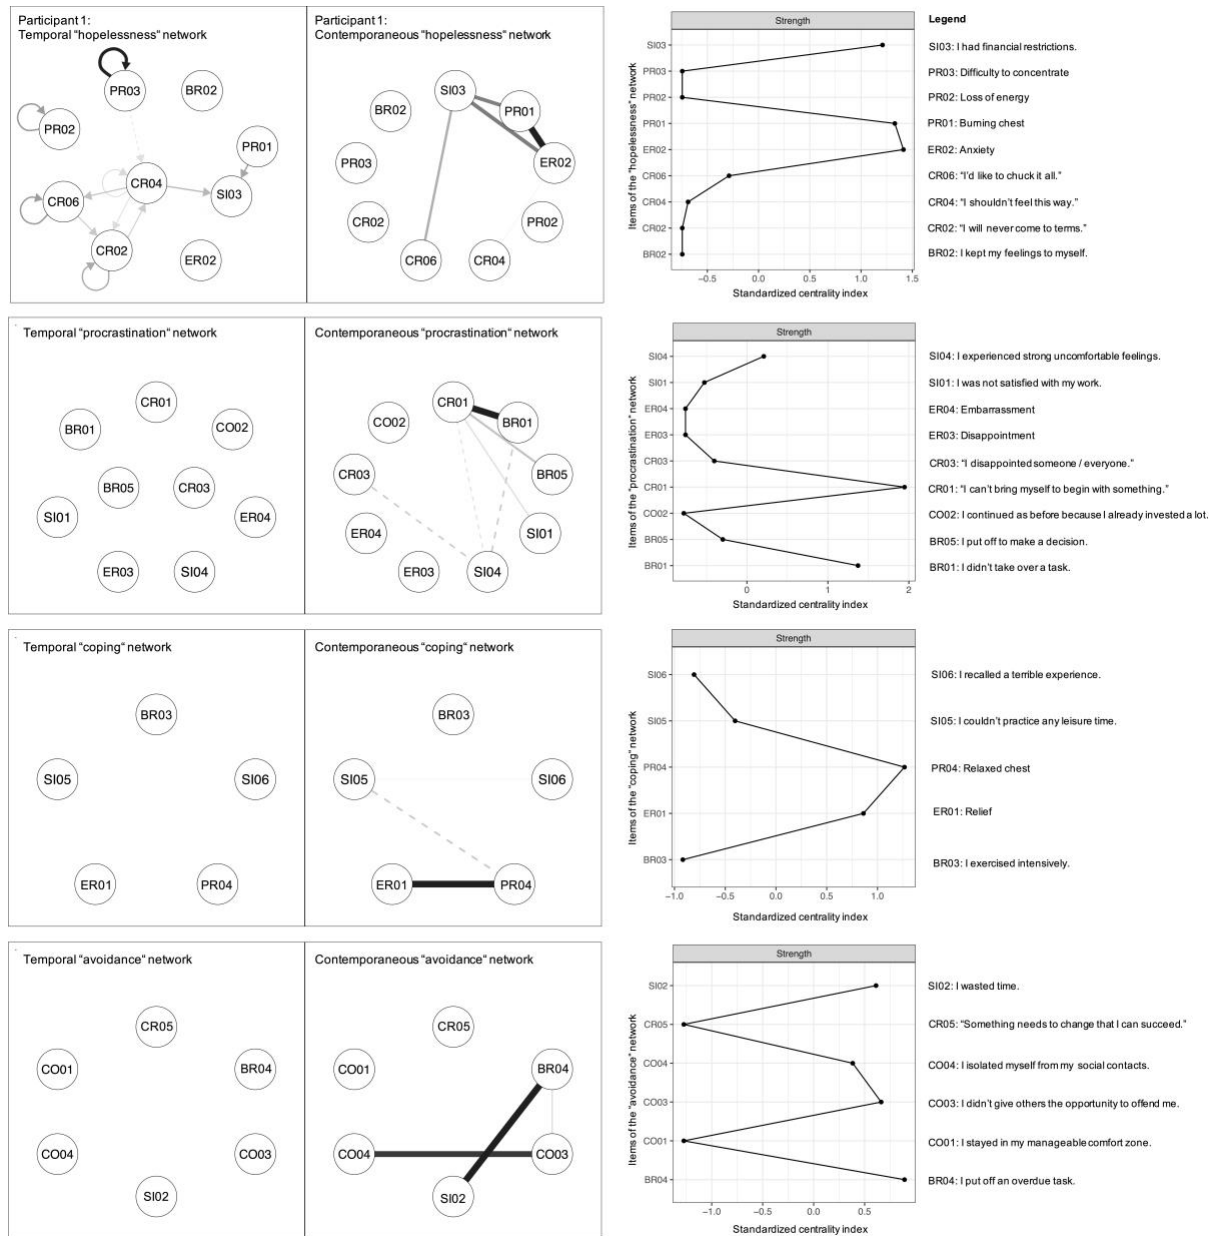 Participant 1:
Temporal "hopelessness" network
PR03
BR02
PR02
PR01
CR04
CR06
SI03
CR02
ER02
Participant 1:
Contemporaneous "hopelessness" network
SI03
BR02
PR01
PR03
ER02
CR02
PR02
CR06
CR04
Strength
Items of the "hopelessness" network
SI03
PR03
PR02
PR01
ER02
CR06
CR04
CR02
BR02
−0.5 0.0 0.5 1.0 1.5
Standardized centrality index
Legend
SI03: I had financial restrictions.
PR03: Difficulty to concentrate
PR02: Loss of energy
PR01: Burning chest
ER02: Anxiety
CR06: "I'd like to chuck it all."
CR04: "I shouldn't feel this way."
CR02: "I will never come to terms."
BR02: I kept my feelings to myself.
Temporal "procrastination" network
CR01
BR01
CO02
BR05
CR03
SI01
ER04
ER03
SI04
Contemporaneous "procrastination" network
CR01
CO02
BR01
CR03
BR05
ER04
SI01
ER03
SI04
Strength
Items of the "procrastination" network
SI04
SI01
ER04
ER03
CR03
CR01
CO02
BR05
BR01
0 1 2
Standardized centrality index
SI04: I experienced strong uncomfortable feelings.
SI01: I was not satisfied with my work.
ER04: Embarrassment
ER03: Disappointment
CR03: "I disappointed someone / everyone."
CR01: "I can't bring myself to begin with something."
CO02: I continued as before because I already invested a lot.
BR05: I put off to make a decision.
BR01: I didn't take over a task.
Temporal "coping" network
BR03
SI05
SI06
ER01
PR04
Contemporaneous "coping" network
BR03
SI05
SI06
ER01
PR04
Strength
Items of the "coping" network
SI06
SI05
PR04
ER01
BR03
−1.0 −0.5 0.0 0.5 1.0
Standardized centrality index
SI06: I recalled a terrible experience.
SI05: I couldn't practice any leisure time.
PR04: Relaxed chest
ER01: Relief
BR03: I exercised intensively.
Temporal "avoidance" network
CR05
CO01
BR04
CO04
CO03
SI02
Contemporaneous "avoidance" network
CR05
CO01
BR04
CO04
CO03
SI02
Strength
Items of the "avoidance" network
SI02
CR05
CO04
CO03
CO01
BR04
−1.0 −0.5 0.0 0.5
Standardized centrality index
SI02: I wasted time.
CR05: "Something needs to change that I can succeed."
CO04: I isolated myself from my social contacts.
CO03: I didn't give others the opportunity to offend me.
CO01: I stayed in my manageable comfort zone.
BR04: I put off an overdue task.